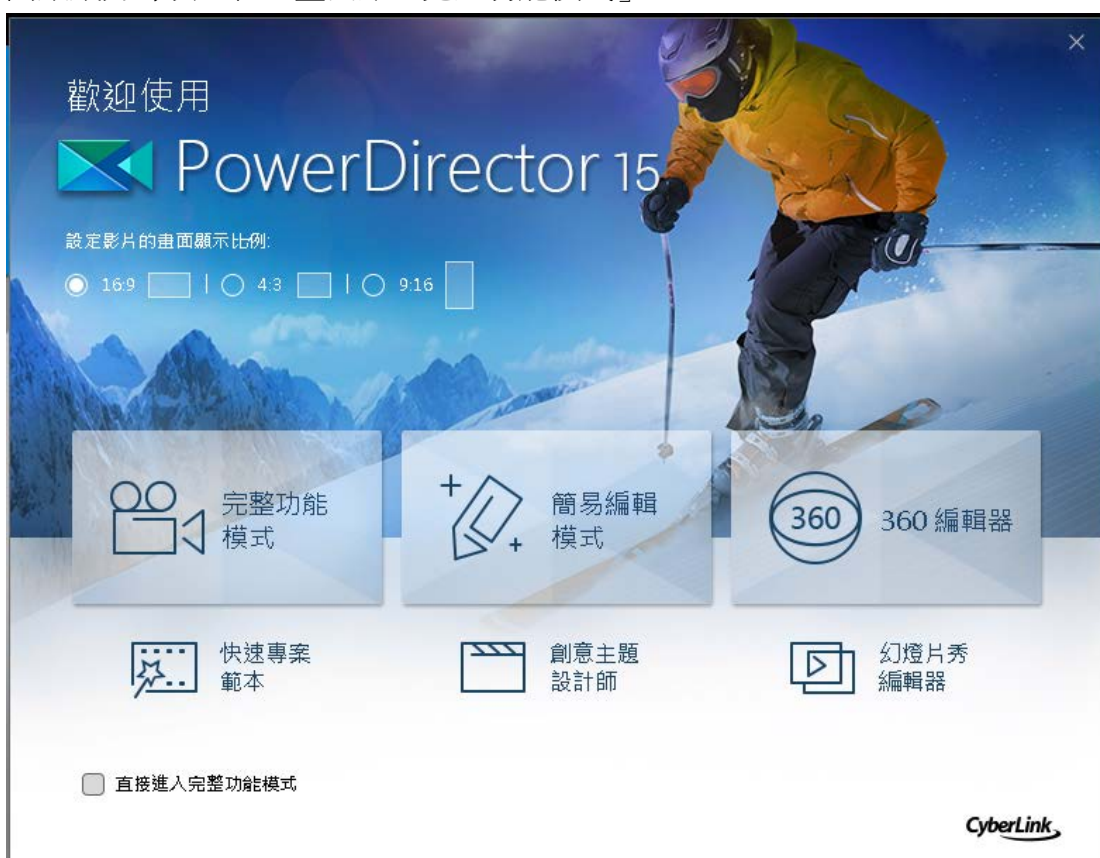 歡迎使用
PowerDirector 15
設定影片的畫面顯示比例:
16:9 | 4:3 | 9:16
完整功能
模式
簡易編輯
模式
360
360 編輯器
快速專案
範本
創意主題
設計師
幻燈片秀
編輯器
直接進入完整功能模式
CyberLink